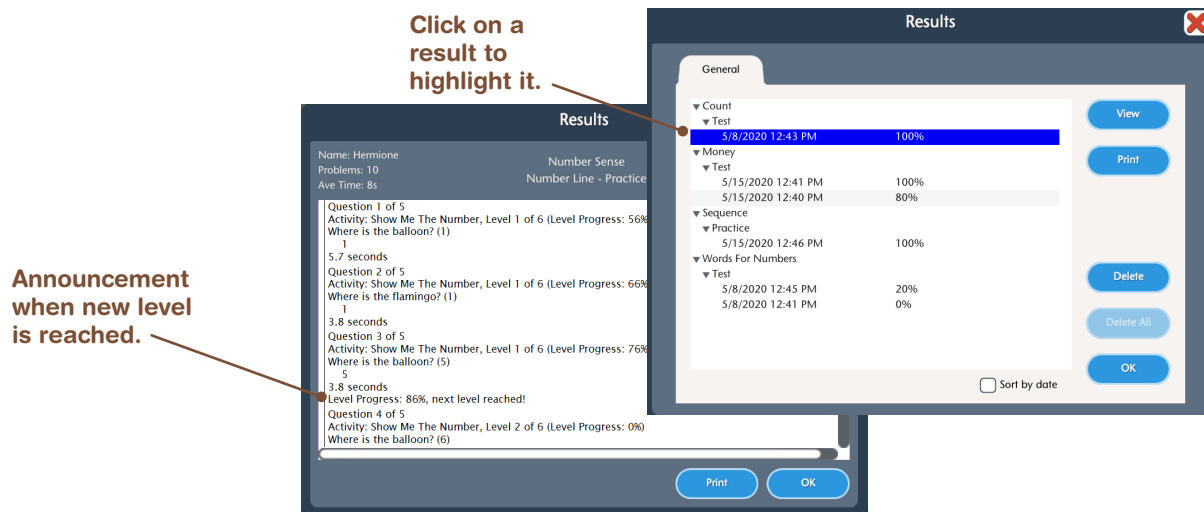 Click on a
result to
highlight it.
Announcement
when new level
is reached.
Results
Name: Hermione
Problems: 10
Ave Time: 8s
Number Sense
Number Line - Practice
Question 1 of 5
Activity: Show Me The Number, Level 1 of 6 (Level Progress: 56%
Where is the balloon? (1)
1
5.7 seconds
Question 2 of 5
Activity: Show Me The Number, Level 1 of 6 (Level Progress: 66%
Where is the flamingo? (1)
1
3.8 seconds
Question 3 of 5
Activity: Show Me The Number, Level 1 of 6 (Level Progress: 76%
Where is the balloon? (5)
5
3.8 seconds
Level Progress: 86%, next level reached!
Question 4 of 5
Activity: Show Me The Number, Level 2 of 6 (Level Progress: 0%)
Where is the balloon? (6)
Print OK
Results
General
Count
Test
5/8/2020 12:43 PM 100%
Money
Test
5/15/2020 12:41 PM 100%
5/15/2020 12:40 PM 80%
Sequence
Practice
5/15/2020 12:46 PM 100%
Words For Numbers
Test
5/8/2020 12:45 PM 20%
5/8/2020 12:41 PM 0%
Sort by date
View
Print
Delete
Delete All
OK